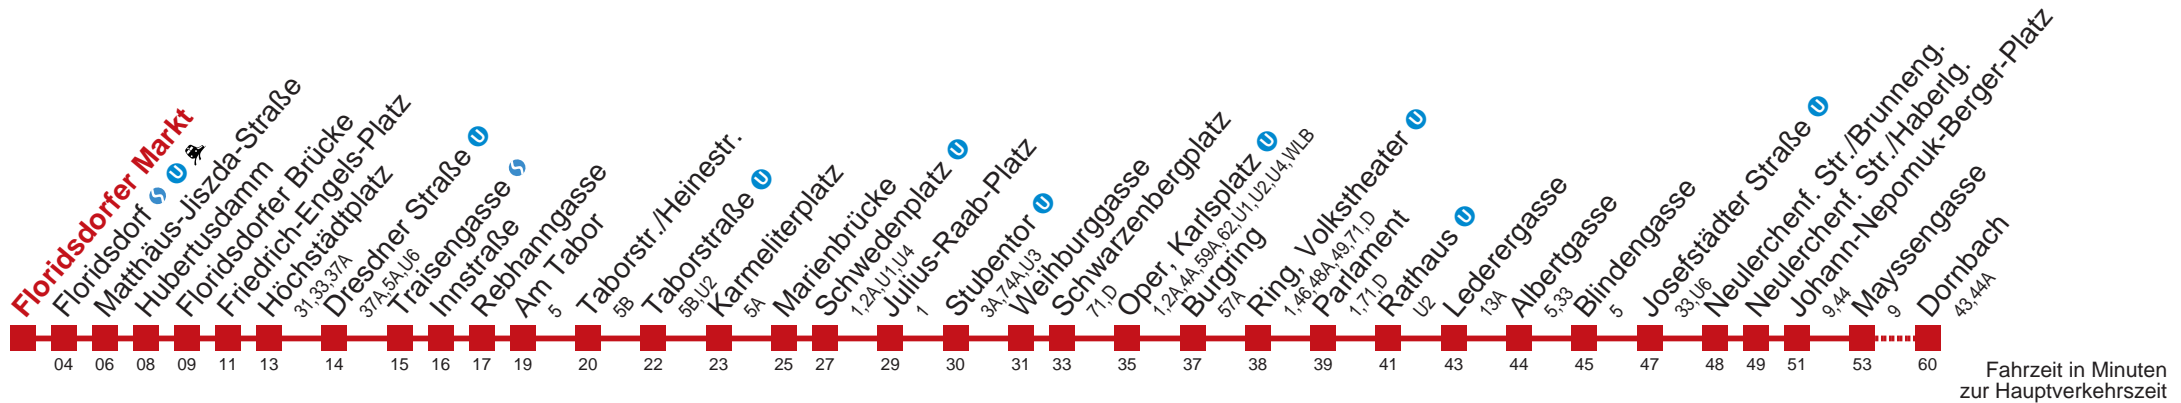 Floridsdorfer Markt
Floridsdorf S U
Matthäus-Jiszda-Straße
Hubertusdamm
Floridsdorfer Brücke
Friedrich-Engels-Platz
Höchstädtplatz
31,33,37A
Dresdner Straße U
37A,5A,U6
Traisengasse S
Innstraße
Rebhanngasse
Am Tabor
5
Taborstr./Heinestr.
5B
Taborstraße U
5B,U2
Karmeliterplatz
5A
Marienbrücke
Schwedenplatz U
1,2A,U1,U4
Julius-Raab-Platz
1
Stubentor U
3A,74A,U3
Weihburggasse
Schwarzenbergplatz
71,D
Oper, Karlsplatz U
1,2A,4A,59A,62,U1,U2,U4,WLB
Burgring
57A
Ring, Volkstheater U
1,46,48A,49,71,D
Parlament
1,71,D
Rathaus U
U2
Lederergasse
13A
Albertgasse
5,33
Blindengasse
5
Josefstädter Straße U
33,U6
Neulerchenf. Str./Brunneng.
Neulerchenf. Str./Haberlg.
Johann-Nepomuk-Berger-Platz
9,44
Mayssengasse
9
Dornbach
43,44A
04 06 08 09 11 13 14 15 16 17 19 20 22 23 25 27 29 30 31 33 35 37 38 39 41 43 44 45 47 48 49 51 53 60
Fahrzeit in Minuten
zur Hauptverkehrszeit